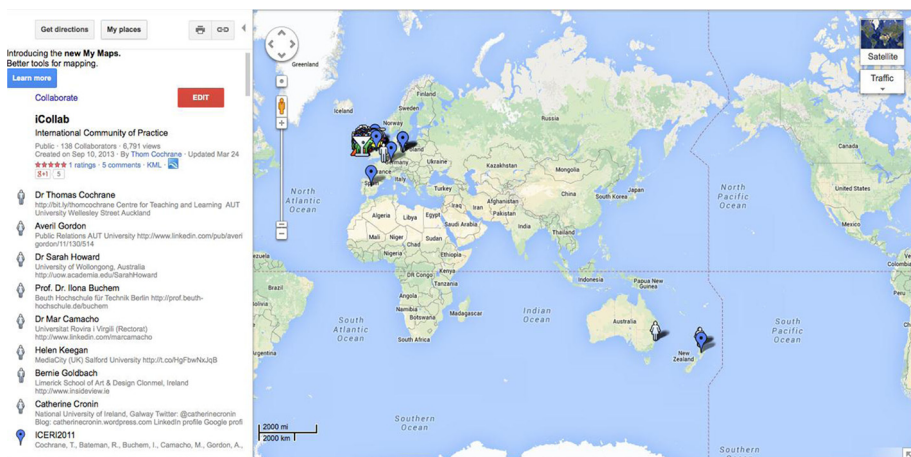 Get directions
My places
Introducing the new My Maps.
Better tools for mapping.
Learn more
Collaborate
EDIT
iCollab
International Community of Practice
Public · 138 Collaborators · 6,791 views
Created on Sep 10, 2013 · By Thom Cochrane · Updated Mar 24
1 ratings · 5 comments · KML ·
g+1 5
Dr Thomas Cochrane
http://bit.ly/thomcochrane Centre for Teaching and Learning AUT
University Wellesley Street Auckland
Averil Gordon
Public Relations AUT University http://www.linkedin.com/pub/averil
gordon/11/130/514
Dr Sarah Howard
University of Wollongong, Australia
http://uow.academia.edu/SarahHoward
Prof. Dr. Ilona Buchem
Beuth Hochschule für Technik Berlin http://prof.beuth-
hochschule.de/buchem
Dr Mar Camacho
Universitat Rovira i Virgili (Rectorat)
http://www.linkedin.com/marcamacho
Helen Keegan
MediaCity (UK) Salford University http://t.co/HgFbwNxJqB
Bernie Goldbach
Limerick School of Art & Design Clonmel, Ireland
http://www.insideview.ie
Catherine Cronin
National University of Ireland, Galway Twitter: @catherinecronin
Blog: catherinecronin.wordpress.com LinkedIn profile Google profi
ICERI2011
Cochrane, T., Bateman, R., Buchem, I., Camacho, M., Gordon, A.,
Satellite
Traffic
Greenland
Iceland
Finland
Sweden
Norway
Russia
Canada
Ukraine
Kazakhstan
Mongolia
Italy
Spain
Turkey
North
Atlantic
Ocean
Iraq
Iran
Afghanistan
Pakistan
China
South Korea
Japan
North
Pacific
Ocean
United States
Mexico
Algeria
Libya
Egypt
Saudi Arabia
India
Thailand
Mali
Niger
Chad
Sudan
Nigeria
Ethiopia
Kenya
DR Congo
Tanzania
Angola
Namibia
Botswana
Madagascar
South Africa
Indonesia
Papua New
Guinea
Australia
New
Zealand
Indian
Ocean
South
Atlantic
Ocean
South
Pacific
Ocean
Brazil
Peru
Southern
Ocean
Southern
2000 mi
2000 km